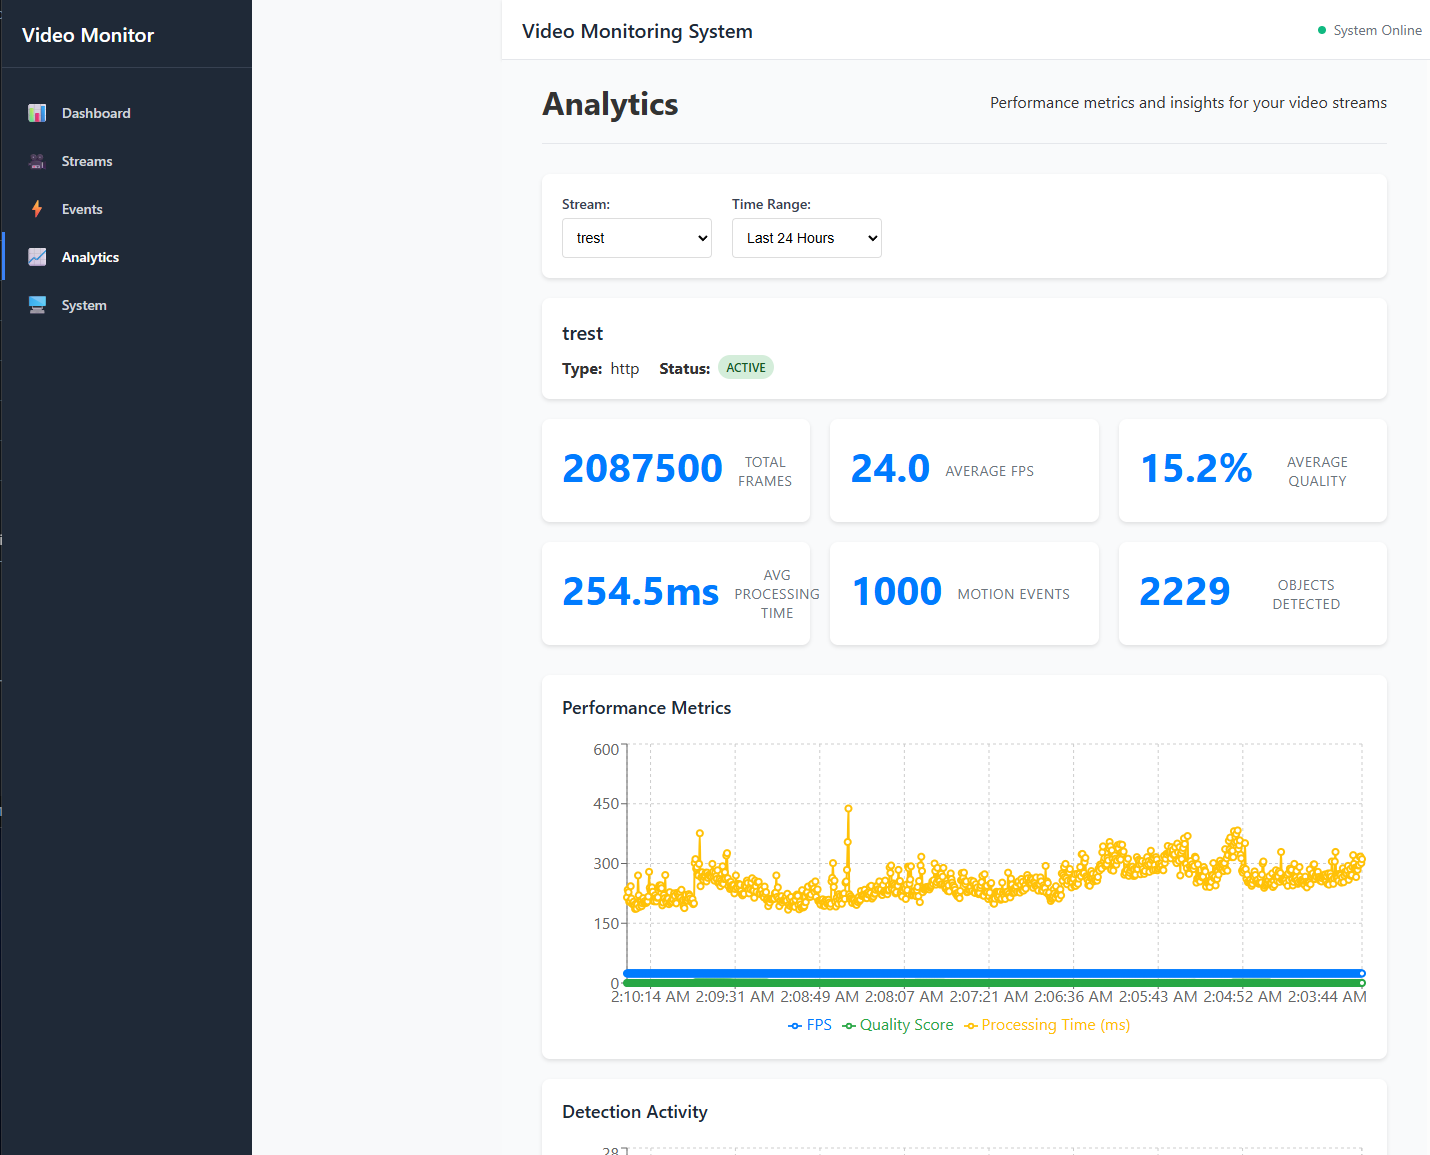 Video Monitor
Dashboard
Streams
Events
Analytics
System
Video Monitoring System
System Online
Analytics
Performance metrics and insights for your video streams
Stream:
Time Range:
trest
Last 24 Hours
trest
Type: http Status: ACTIVE
2087500 TOTAL FRAMES
24.0 AVERAGE FPS
15.2% AVERAGE QUALITY
254.5ms AVG PROCESSING TIME
1000 MOTION EVENTS
2229 OBJECTS DETECTED
Performance Metrics
600
450
300
150
0
2:10:14 AM 2:09:31 AM 2:08:49 AM 2:08:07 AM 2:07:21 AM 2:06:36 AM 2:05:43 AM 2:04:52 AM 2:03:44 AM
FPS Quality Score Processing Time (ms)
Detection Activity
28